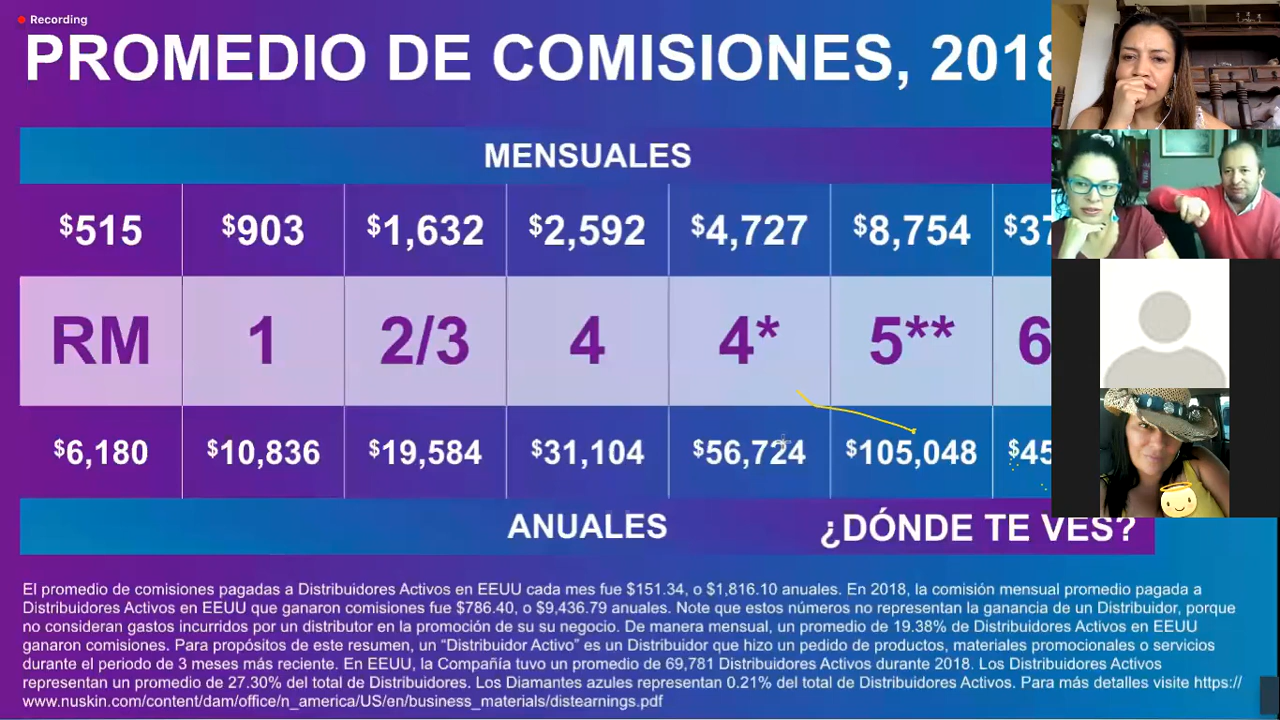 Recording
PROMEDIO DE COMISIONES, 2018
MENSUALES
$515 $903 $1,632 $2,592 $4,727 $8,754 $37
RM 1 2/3 4 4* 5** 6
$6,180 $10,836 $19,584 $31,104 $56,724 $105,048 $45
ANUALES ¿DÓNDE TE VES?
El promedio de comisiones pagadas a Distribuidores Activos en EEUU cada mes fue $151.34, o $1,816.10 anuales. En 2018, la comisión mensual promedio pagada a
Distribuidores Activos en EEUU que ganaron comisiones fue $786.40, o $9,436.79 anuales. Note que estos números no representan la ganancia de un Distribuidor, porque
no consideran gastos incurridos por un distributor en la promoción de su su negocio. De manera mensual, un promedio de 19.38% de Distribuidores Activos en EEUU
ganaron comisiones. Para propósitos de este resumen, un “Distribuidor Activo” es un Distribuidor que hizo un pedido de productos, materiales promocionales o servicios
durante el periodo de 3 meses más reciente. En EEUU, la Compañía tuvo un promedio de 69,781 Distribuidores Activos durante 2018. Los Distribuidores Activos
representan un promedio de 27.30% del total de Distribuidores. Los Diamantes azules representan 0.21% del total de Distribuidores Activos. Para más detalles visite https://
www.nuskin.com/content/dam/office/n_america/US/en/business_materials/distearnings.pdf